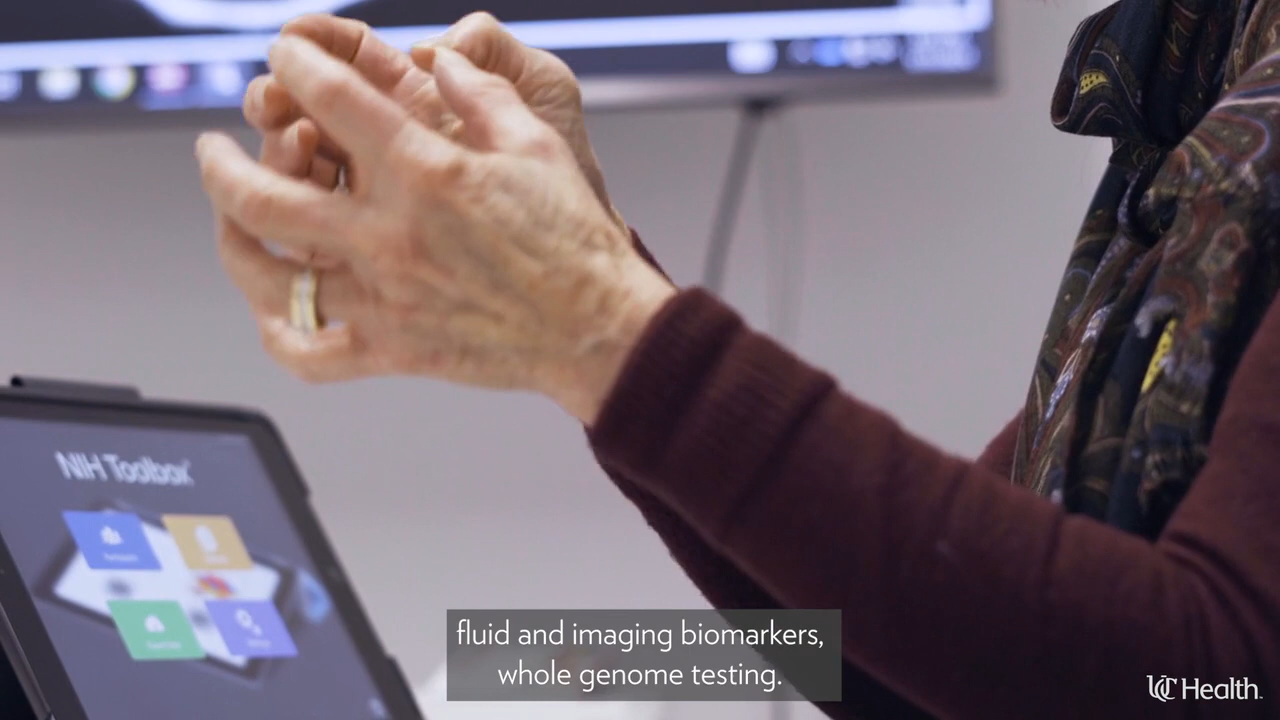 NIH Toolbox
fluid and imaging biomarkers,
whole genome testing.
UC Health